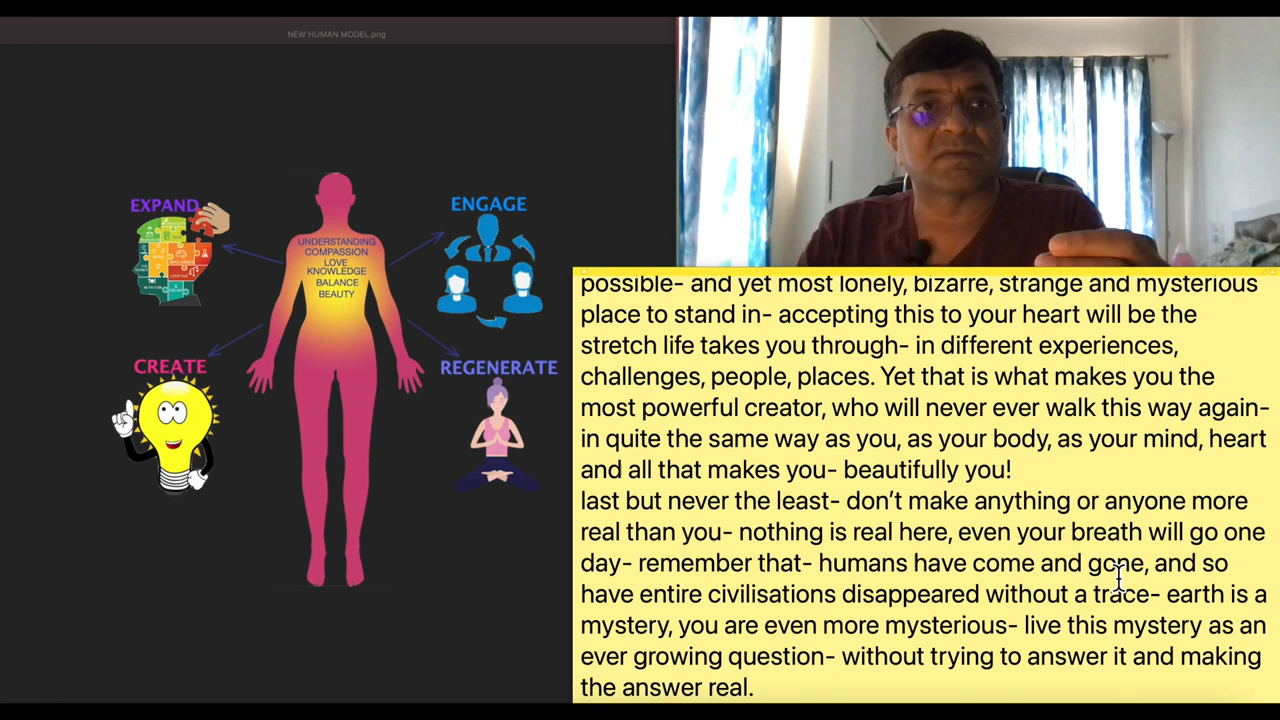 NEW HUMAN MODEL.png
EXPAND
ENGAGE
UNDERSTANDING
COMPASSION
LOVE
KNOWLEDGE
BALANCE
BEAUTY
CREATE
REGENERATE
possible- and yet most lonely, bizarre, strange and mysterious
place to stand in- accepting this to your heart will be the
stretch life takes you through- in different experiences,
challenges, people, places. Yet that is what makes you the
most powerful creator, who will never ever walk this way again-
in quite the same way as you, as your body, as your mind, heart
and all that makes you- beautifully you!
last but never the least- don’t make anything or anyone more
real than you- nothing is real here, even your breath will go one
day- remember that- humans have come and gone, and so
have entire civilisations disappeared without a trace- earth is a
mystery, you are even more mysterious- live this mystery as an
ever growing question- without trying to answer it and making
the answer real.